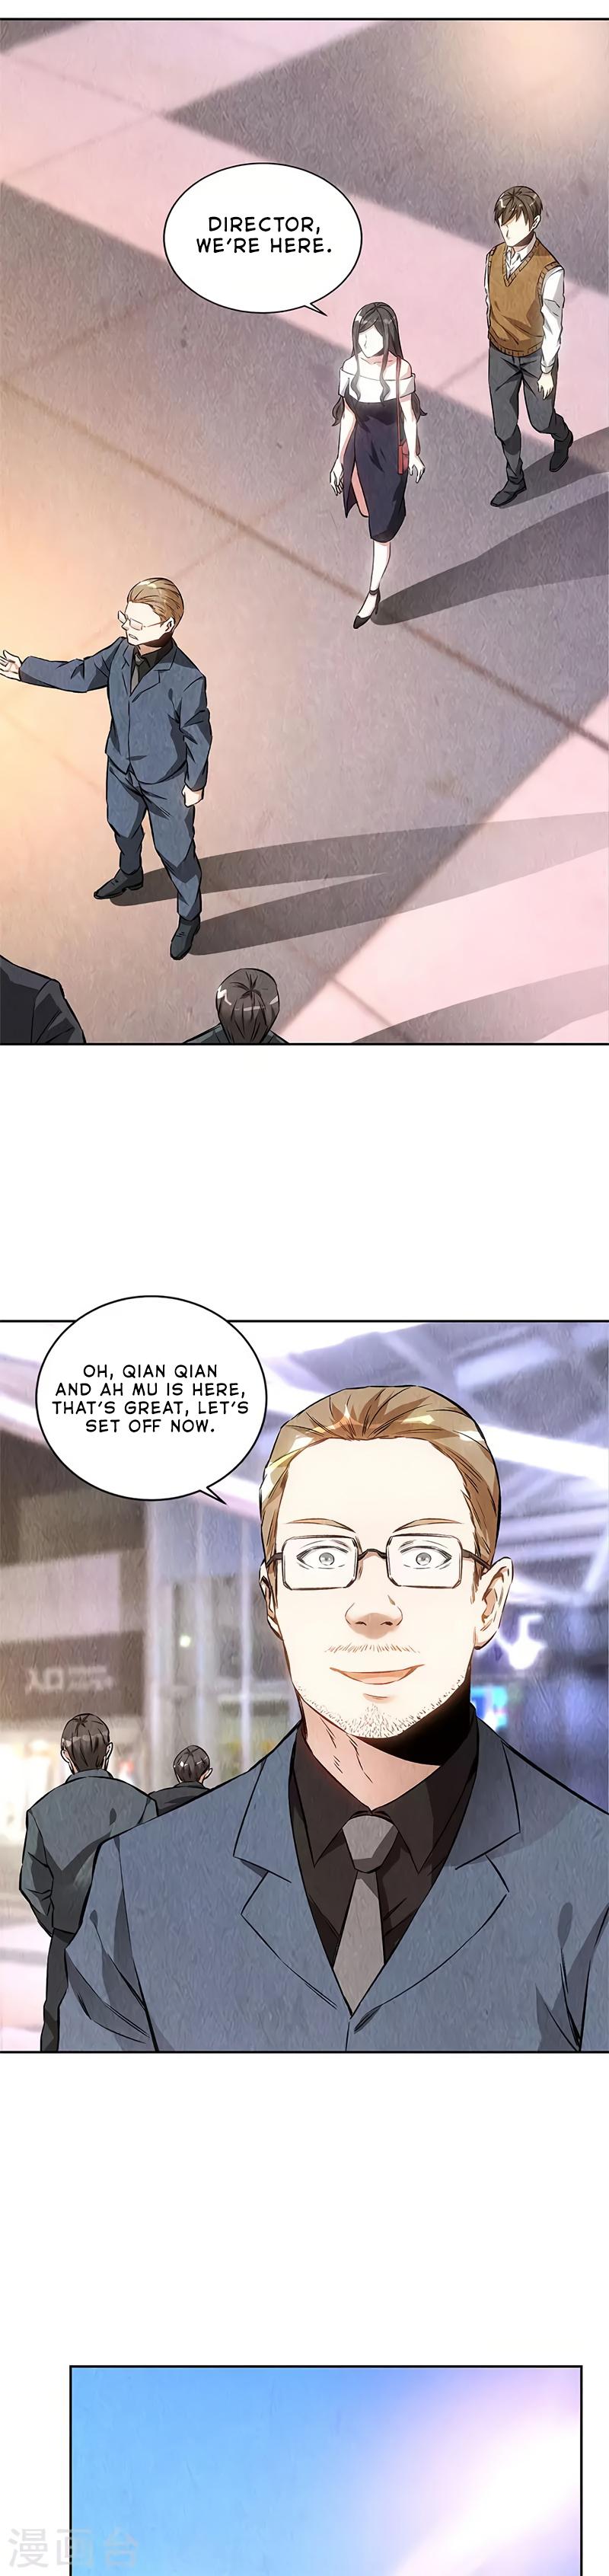 DIRECTOR,
WE'RE HERE.
OH, QIAN QIAN
AND AH MU IS HERE,
THAT'S GREAT, LET'S
SET OFF NOW.
入口
漫画台